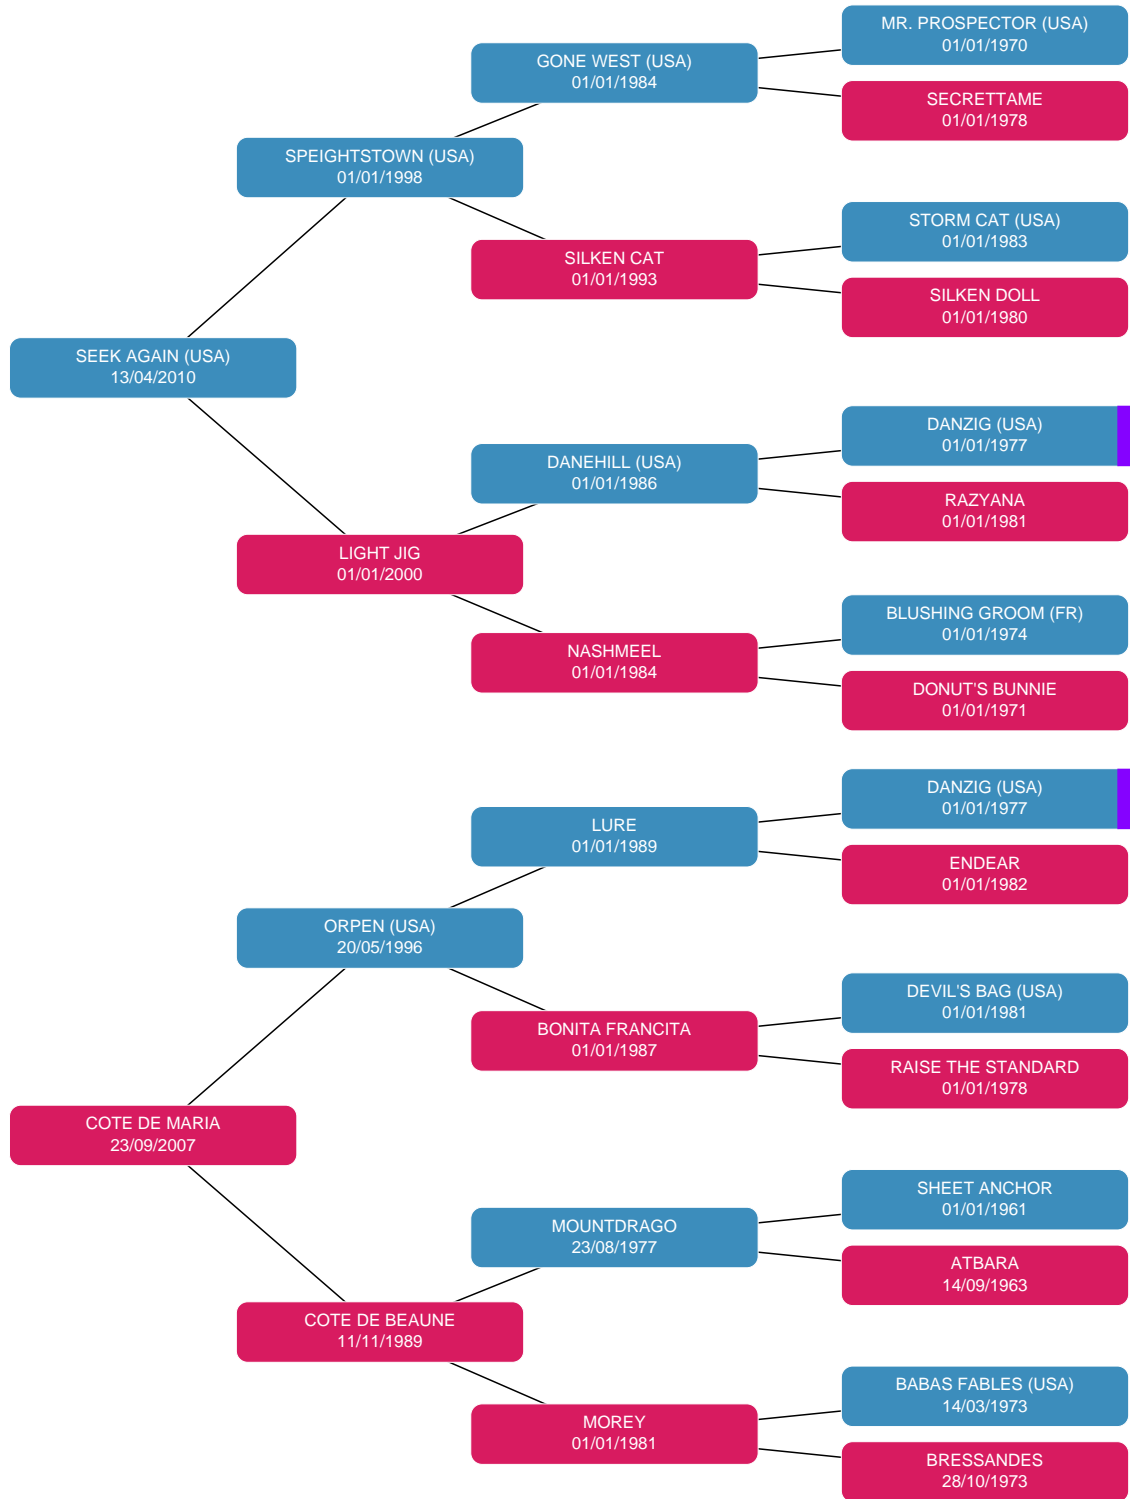 MR. PROSPECTOR (USA)
01/01/1970
GONE WEST (USA)
01/01/1984
SECRETTAME
01/01/1978
SPEIGHTSTOWN (USA)
01/01/1998
STORM CAT (USA)
01/01/1983
SILKEN CAT
01/01/1993
SILKEN DOLL
01/01/1980
SEEK AGAIN (USA)
13/04/2010
DANZIG (USA)
01/01/1977
DANEHILL (USA)
01/01/1986
RAZYANA
01/01/1981
LIGHT JIG
01/01/2000
BLUSHING GROOM (FR)
01/01/1974
NASHMEEL
01/01/1984
DONUT'S BUNNIE
01/01/1971
DANZIG (USA)
01/01/1977
LURE
01/01/1989
ENDEAR
01/01/1982
ORPEN (USA)
20/05/1996
DEVIL'S BAG (USA)
01/01/1981
BONITA FRANCITA
01/01/1987
RAISE THE STANDARD
01/01/1978
COTE DE MARIA
23/09/2007
SHEET ANCHOR
01/01/1961
MOUNTDRAGO
23/08/1977
ATBARA
14/09/1963
COTE DE BEAUNE
11/11/1989
BABAS FABLES (USA)
14/03/1973
MOREY
01/01/1981
BRESSANDES
28/10/1973